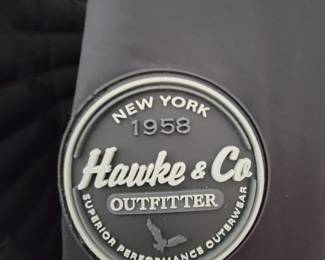 NEW YORK
1958
Hawke & Co
OUTFITTER
SUPERIOR PERFORMANCE OUTERWEAR